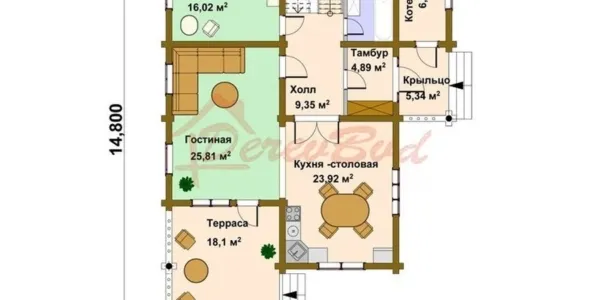 16,02 м²
Коте
6,
Тамбур
4,89 м²
Крыльцо
5,34 м²
Холл
9,35 м²
14,800
DerevBud
Гостиная
25,81 м²
Кухня -столовая
23,92 м²
Терраса
18,1 м²